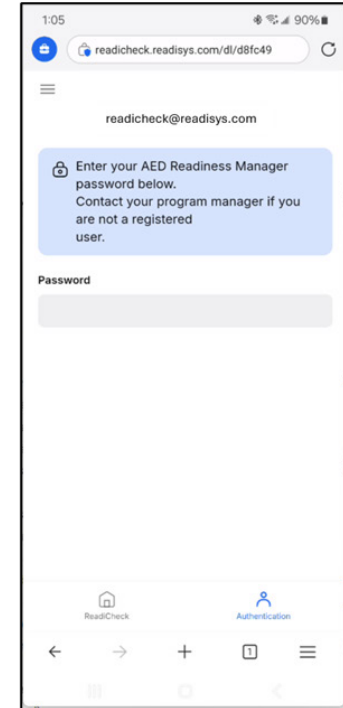 1:05
90%
readicheck.readisys.com/dl/d8fc49
readicheck@readisys.com
Enter your AED Readiness Manager
password below.
Contact your program manager if you
are not a registered
user.
Password
ReadiCheck
Authentication
1